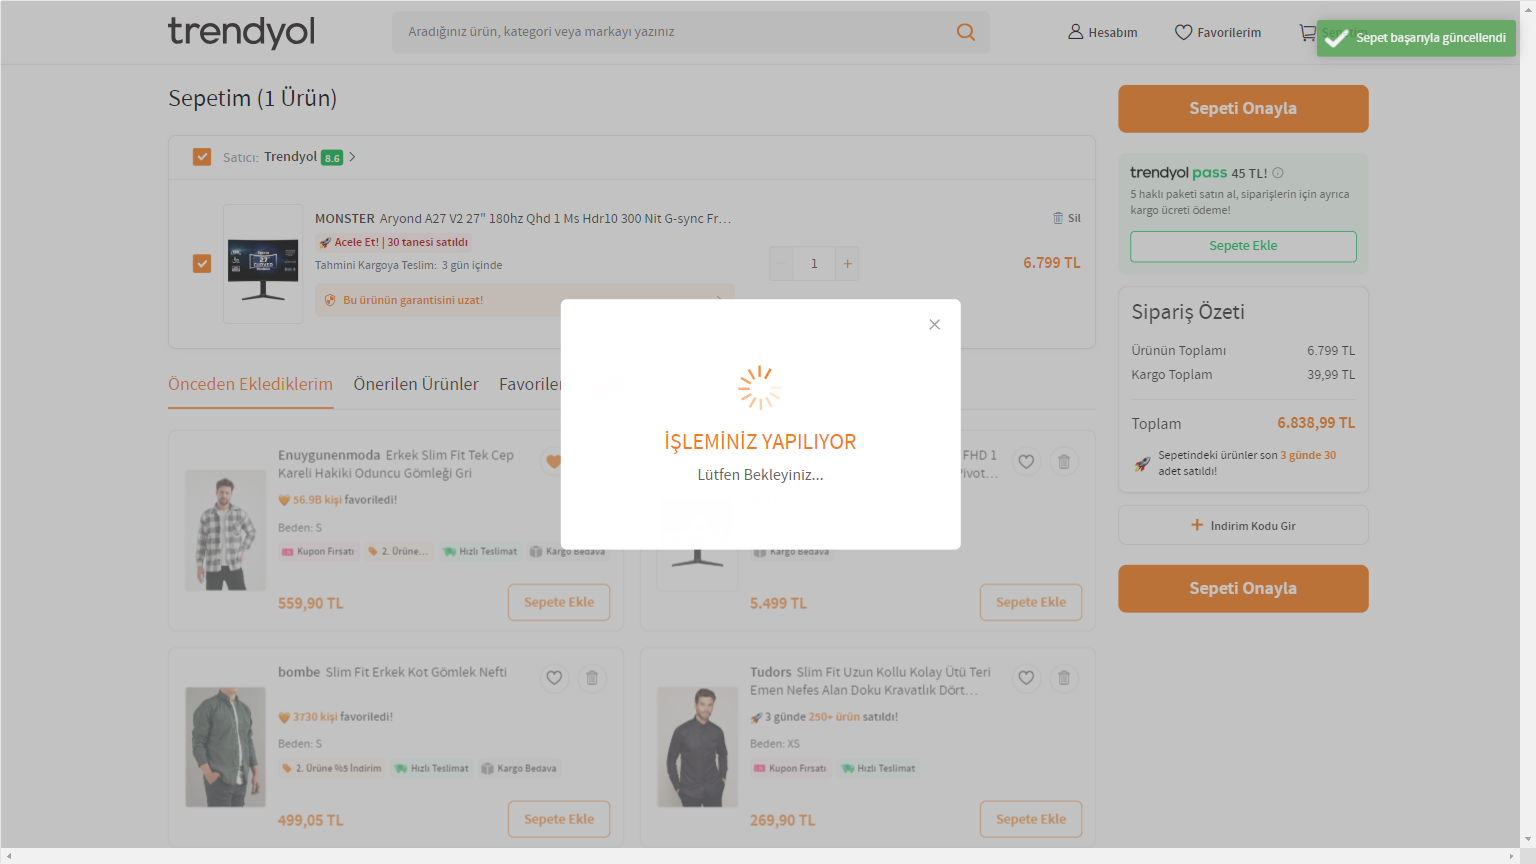 trendyol
Aradığınız ürün, kategori veya markayı yazınız
Hesabım
Favorilerim
Sepet başarıyla güncellendi
Sepetim (1 Ürün)
Satıcı: Trendyol 8.6
MONSTER Aryond A27 V2 27" 180hz Qhd 1 Ms Hdr10 300 Nit G-sync Fr...
Acele Et! | 30 tanesi satıldı
Tahmini Kargoya Teslim: 3 gün içinde
Bu ürünün garantisini uzat!
- 1 +
Sil
6.799 TL
Sepeti Onayla
trendyol pass 45 TL!
5 haklı paketi satın al, siparişlerin için ayrıca
kargo ücreti ödeme!
Sepete Ekle
Sipariş Özeti
Ürünün Toplamı 6.799 TL
Kargo Toplam 39,99 TL
Toplam 6.838,99 TL
Sepetindeki ürünler son 3 günde 30
adet satıldı!
+ İndirim Kodu Gir
Sepeti Onayla
Önceden Eklediklerim Önerilen Ürünler
İŞLEMİNİZ YAPILIYOR
Lütfen Bekleyiniz...
Enuygunenmoda Erkek Slim Fit Tek Cep
Kareli Hakiki Oduncu Gömleği Gri
56.9B kişi favoriledi!
Beden: S
Kupon Fırsatı 2. Ürüne... Hızlı Teslimat Kargo Bedava
559,90 TL
Sepete Ekle
FHD 1
Pivot...
Kargo Bedava
5.499 TL
Sepete Ekle
bombe Slim Fit Erkek Kot Gömlek Nefti
3730 kişi favoriledi!
Beden: S
2. Ürüne %5 İndirim Hızlı Teslimat Kargo Bedava
499,05 TL
Sepete Ekle
Tudors Slim Fit Uzun Kollu Kolay Ütü Teri
Emen Nefes Alan Doku Kravatlık Dört...
3 günde 250+ ürün satıldı!
Beden: XS
Kupon Fırsatı Hızlı Teslimat
269,90 TL
Sepete Ekle